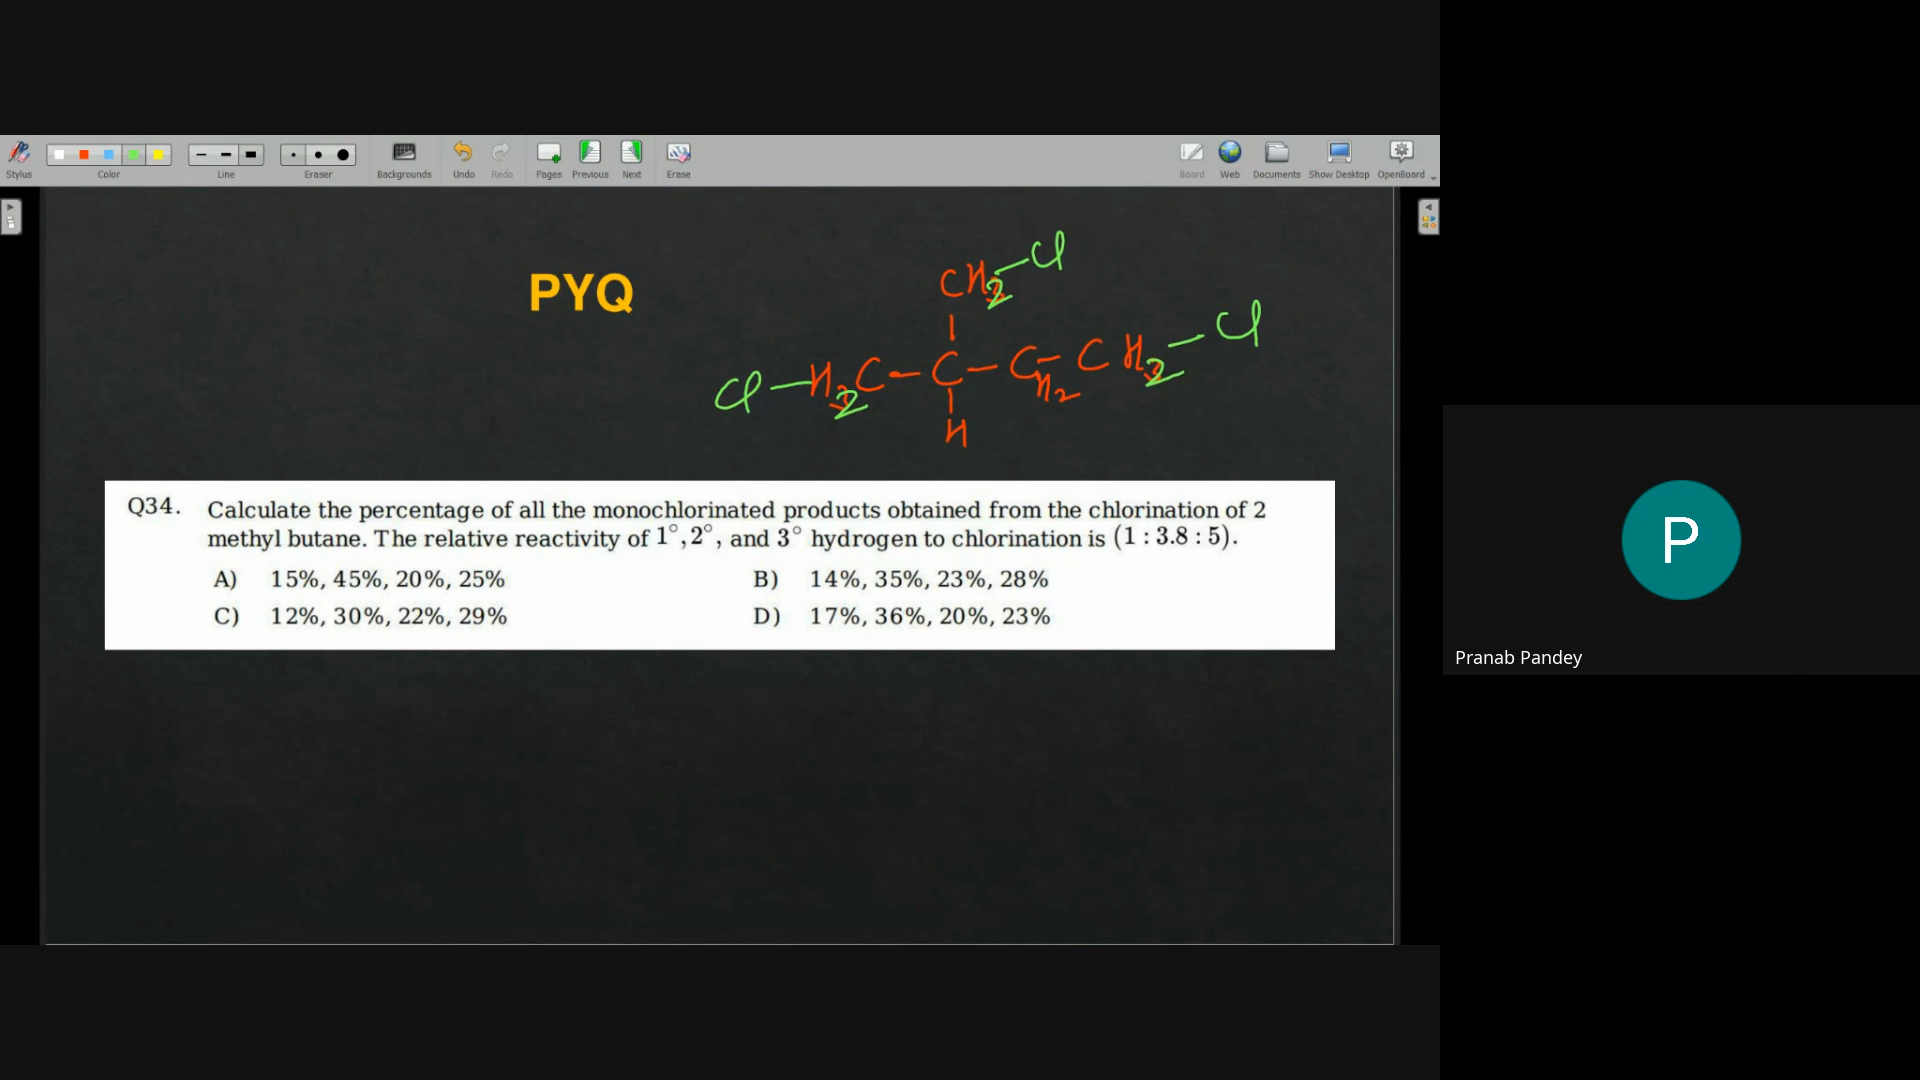 Stylus
Color
Line
Eraser
Backgrounds
Undo
Redo
Pages
Previous
Next
Erase
Board
Web
Documents
Show Desktop
OpenBoard
PYQ
CH2—Cl
Cl—H2C—C—CH2—CH2—Cl
H
Q34. Calculate the percentage of all the monochlorinated products obtained from the chlorination of 2
methyl butane. The relative reactivity of 1°, 2°, and 3° hydrogen to chlorination is (1 : 3.8 : 5).
A) 15%, 45%, 20%, 25% B) 14%, 35%, 23%, 28%
C) 12%, 30%, 22%, 29% D) 17%, 36%, 20%, 23%
P
Pranab Pandey